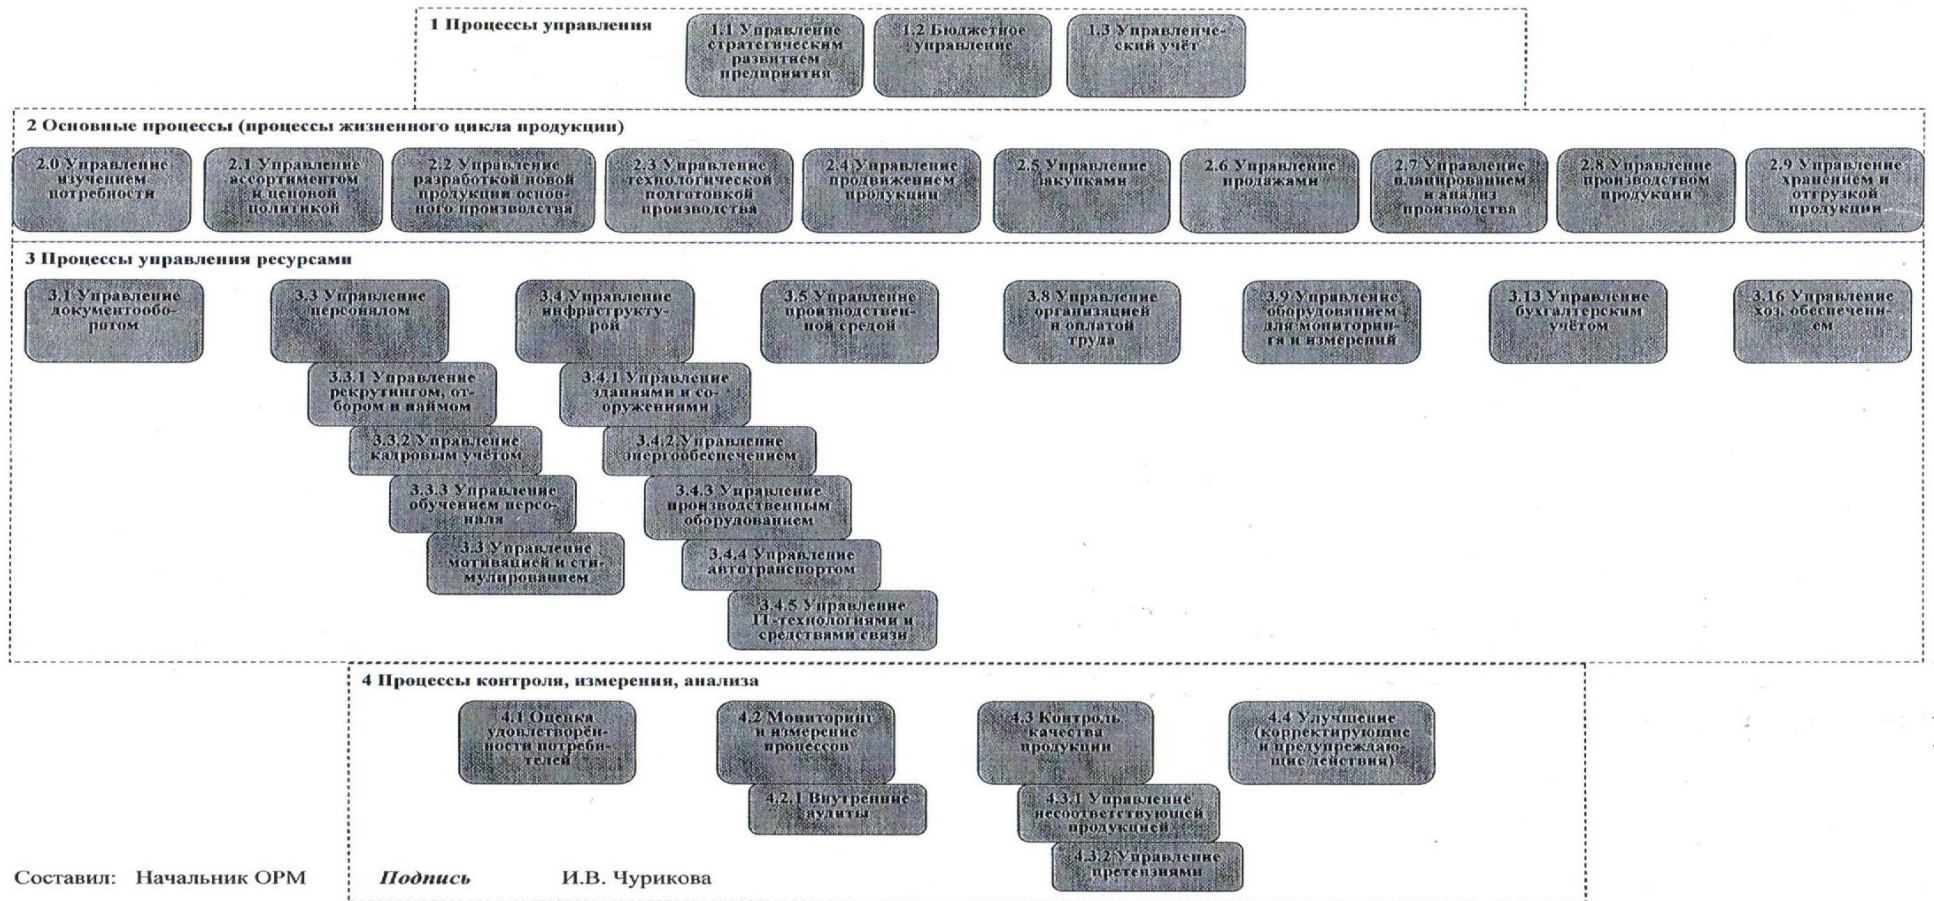 1 Процессы управления
1.1 Управление
стратегическим
развитием
предприятия
1.2 Бюджетное
управление
1.3 Управленче-
ский учёт
2 Основные процессы (процессы жизненного цикла продукции)
2.0 Управление
изучением
потребности
2.1 Управление
ассортиментом
и ценовой
политикой
2.2 Управление
разработкой новой
продукции основ-
ного производства
2.3 Управление
технологической
подготовкой
производства
2.4 Управление
продвижением
продукции
2.5 Управление
закупками
2.6 Управление
продажами
2.7 Управление
планированием
и анализ
производства
2.8 Управление
производством
продукции
2.9 Управление
хранением и
отгрузкой
продукции
3 Процессы управления ресурсами
3.1 Управление
документообо-
ротом
3.3 Управление
персоналом
3.4 Управление
инфраструкту-
рой
3.5 Управление
производствен-
ной средой
3.8 Управление
организацией
и оплатой
труда
3.9 Управление
оборудованием
для мониторин-
га и измерений
3.13 Управление
бухгалтерским
учётом
3.16 Управление
хоз. обеспечени-
ем
3.3.1 Управление
рекрутингом, от-
бором и наймом
3.3.2 Управление
кадровым учётом
3.3.3 Управление
обучением персо-
нала
3.3 Управление
мотивацией и сти-
мулированием
3.4.1 Управление
зданиями и со-
оружениями
3.4.2 Управление
энергообеспечением
3.4.3 Управление
производственным
оборудованием
3.4.4 Управление
автотранспортом
3.4.5 Управление
IT-технологиями и
средствами связи
4 Процессы контроля, измерения, анализа
4.1 Оценка
удовлетворён-
ности потреби-
телей
4.2 Мониторинг
и измерение
процессов
4.2.1 Внутренние
аудиты
4.3 Контроль
качества
продукции
4.3.1 Управление
несоответствующей
продукцией
4.3.2 Управление
претензиями
4.4 Улучшение
(корректирующие
и предупреждаю-
щие действия)
Составил: Начальник ОРМ Подпись И.В. Чурикова